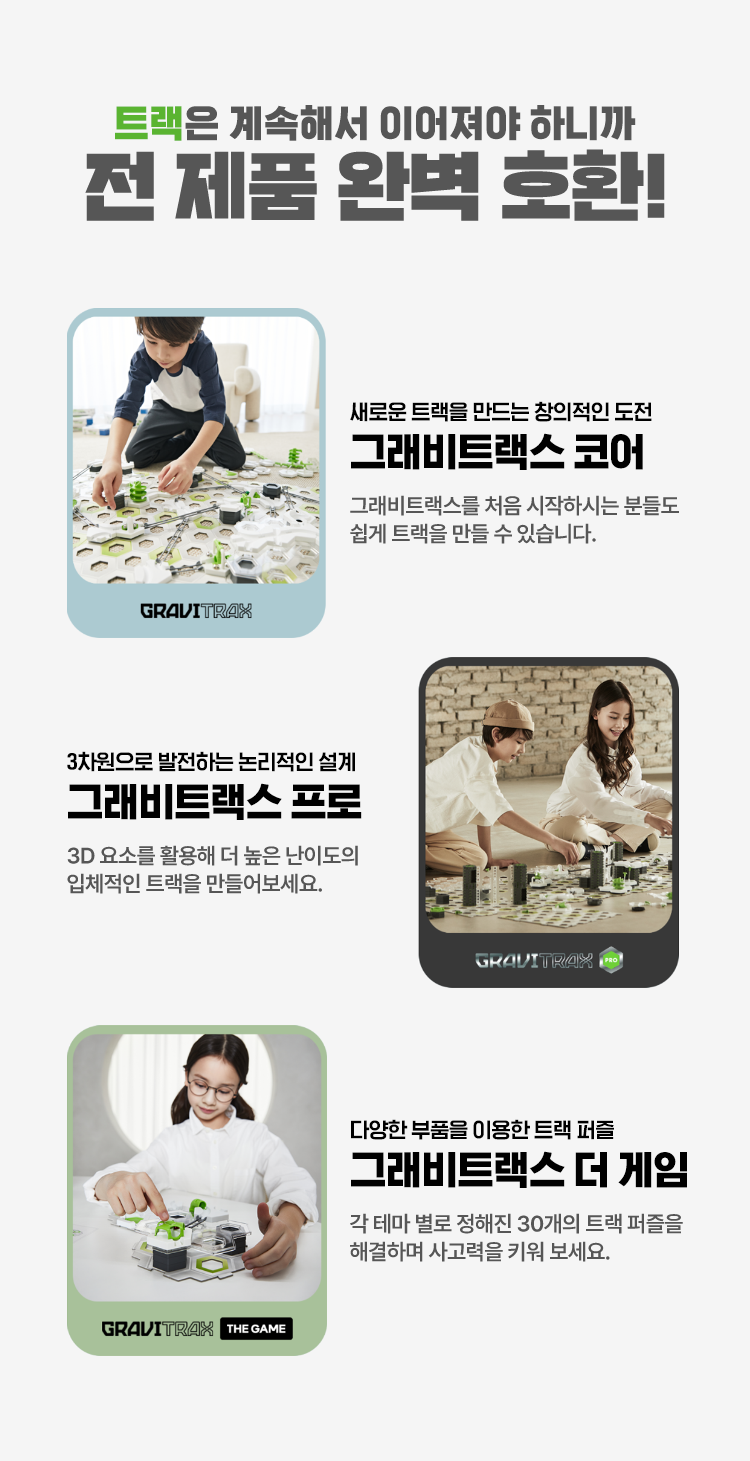 트랙은 계속해서 이어져야 하니까
전 제품 완벽 호환!
새로운 트랙을 만드는 창의적인 도전
그래비트랙스 코어
그래비트랙스를 처음 시작하시는 분들도
쉽게 트랙을 만들 수 있습니다.
GRAVITRAX
3차원으로 발전하는 논리적인 설계
그래비트랙스 프로
3D 요소를 활용해 더 높은 난이도의
입체적인 트랙을 만들어보세요.
GRAVITRAX PRO
다양한 부품을 이용한 트랙 퍼즐
그래비트랙스 더 게임
각 테마 별로 정해진 30개의 트랙 퍼즐을
해결하며 사고력을 키워 보세요.
GRAVITRAX THE GAME